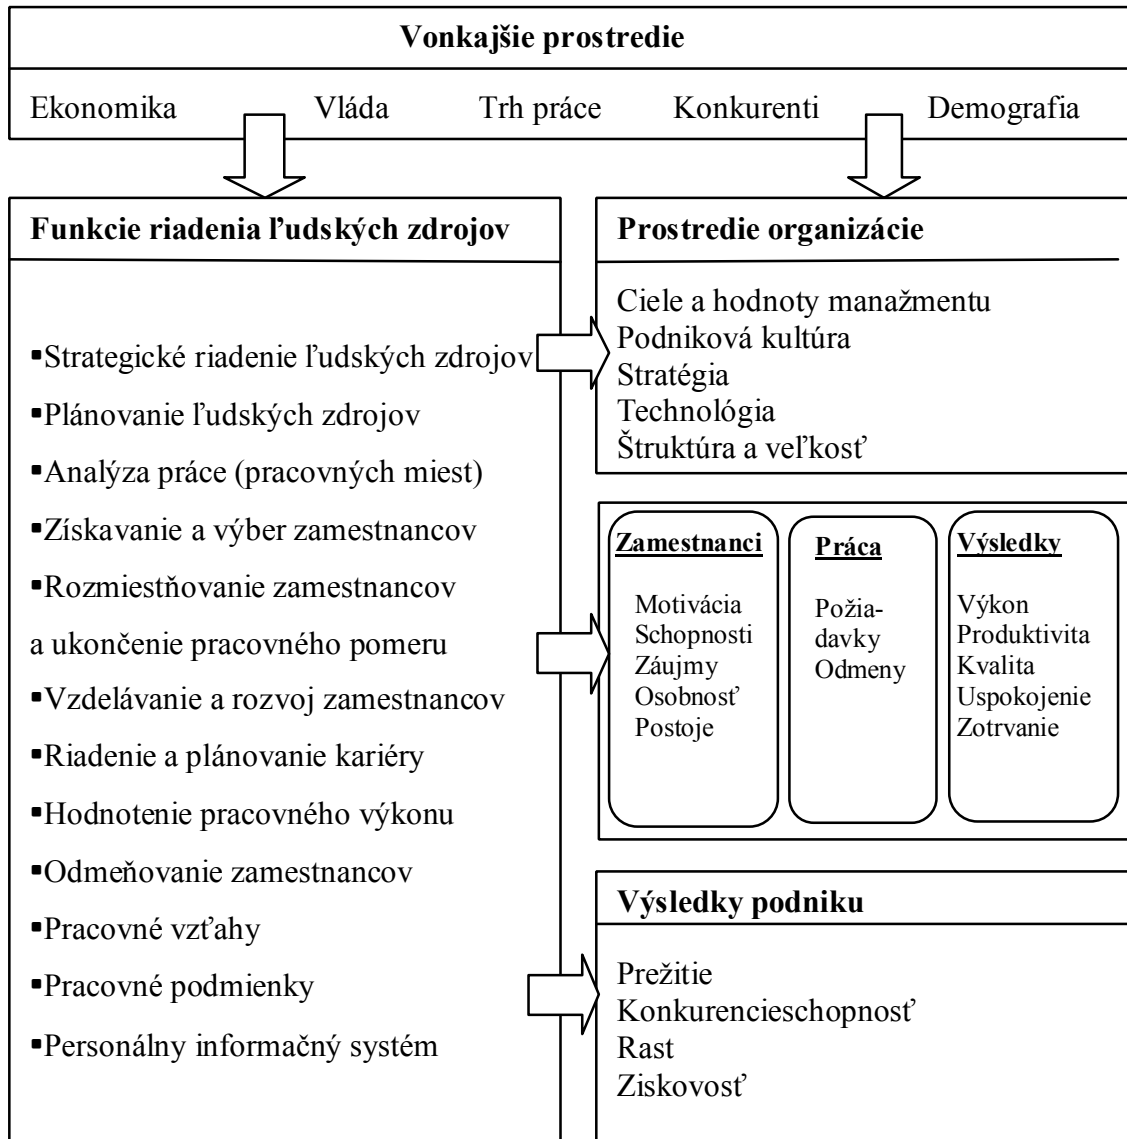 Vonkajšie prostredie
Ekonomika Vláda Trh práce Konkurenti Demografia
Funkcie riadenia ľudských zdrojov
▪Strategické riadenie ľudských zdrojov
▪Plánovanie ľudských zdrojov
▪Analýza práce (pracovných miest)
▪Získavanie a výber zamestnancov
▪Rozmiestňovanie zamestnancov
a ukončenie pracovného pomeru
▪Vzdelávanie a rozvoj zamestnancov
▪Riadenie a plánovanie kariéry
▪Hodnotenie pracovného výkonu
▪Odmeňovanie zamestnancov
▪Pracovné vzťahy
▪Pracovné podmienky
▪Personálny informačný systém
Prostredie organizácie
Ciele a hodnoty manažmentu
Podniková kultúra
Stratégia
Technológia
Štruktúra a veľkosť
Zamestnanci
Motivácia
Schopnosti
Záujmy
Osobnosť
Postoje
Práca
Požia-
davky
Odmeny
Výsledky
Výkon
Produktivita
Kvalita
Uspokojenie
Zotrvanie
Výsledky podniku
Prežitie
Konkurencieschopnosť
Rast
Ziskovosť